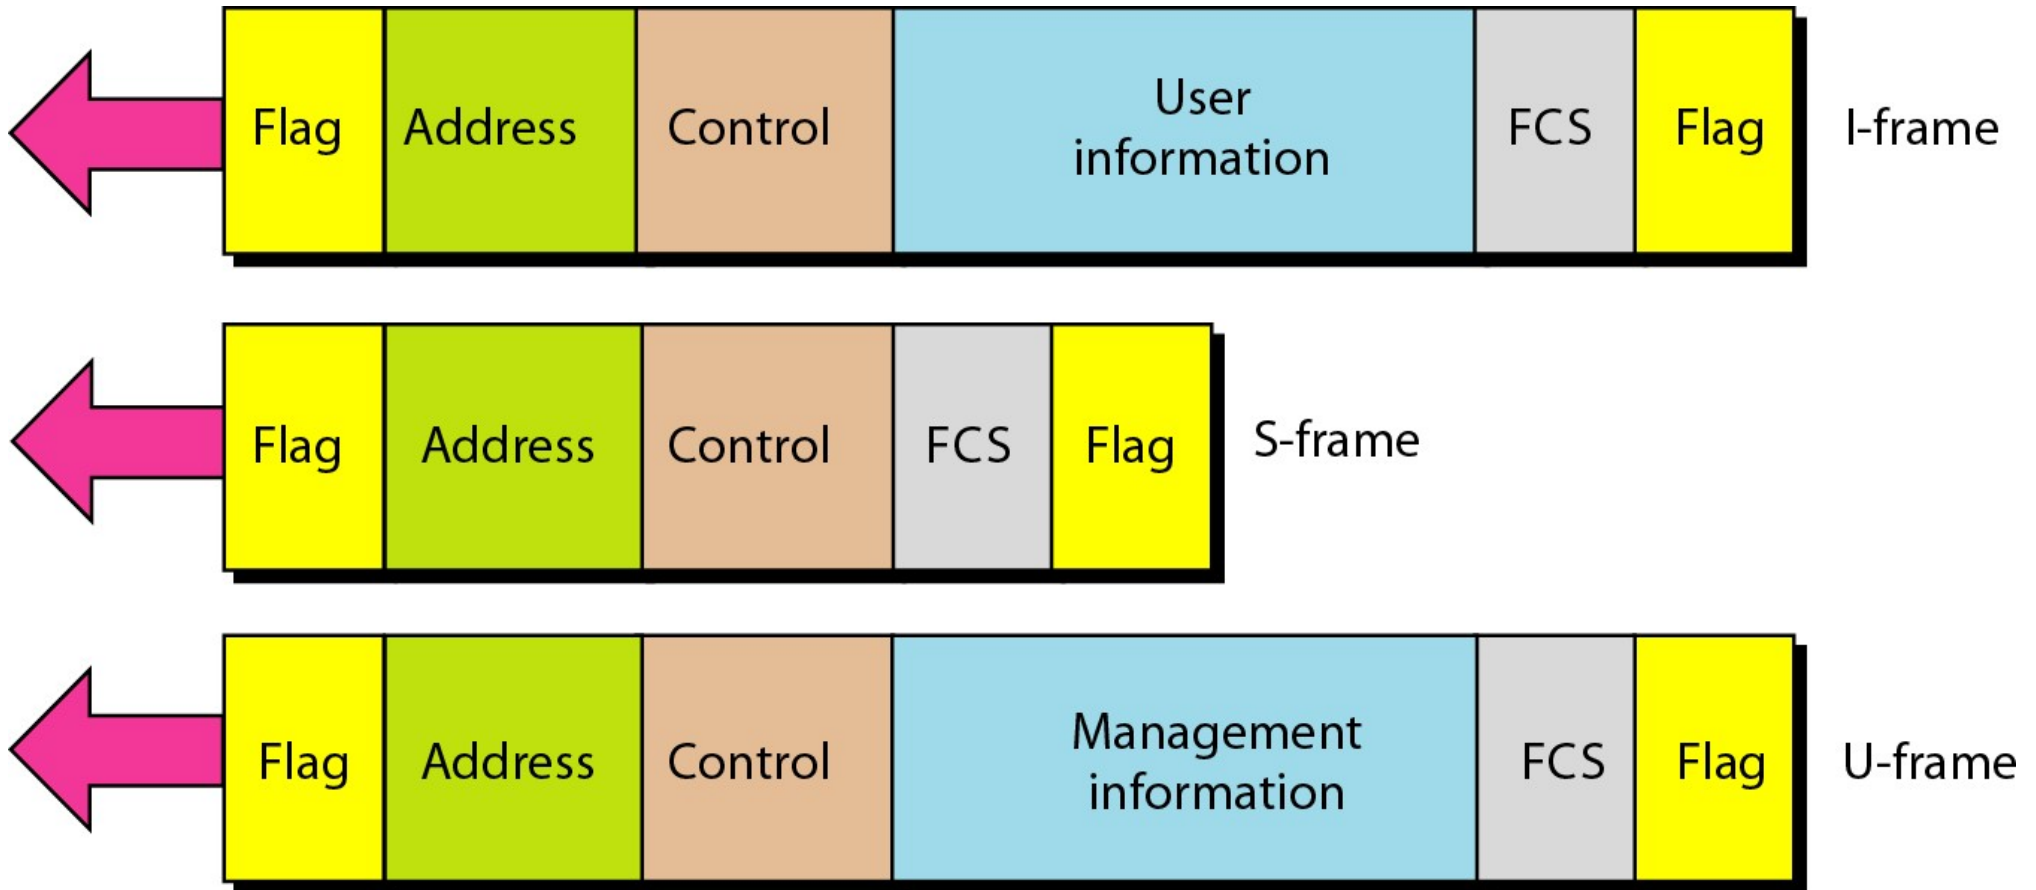 Flag Address Control User information FCS Flag I-frame
Flag Address Control FCS Flag S-frame
Flag Address Control Management information FCS Flag U-frame